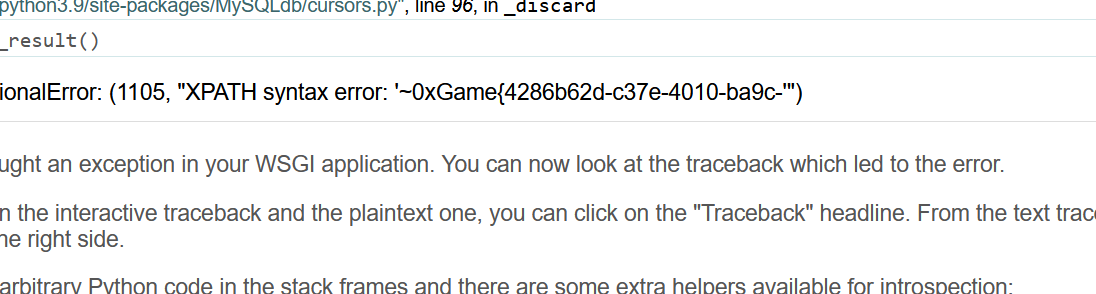 python3.9/site-packages/MySQLdb/cursors.py", line 96, in _discard
_result()
ionalError: (1105, "XPATH syntax error: '~0xGame{4286b62d-c37e-4010-ba9c-'")
ught an exception in your WSGI application. You can now look at the traceback which led to the error.
n the interactive traceback and the plaintext one, you can click on the "Traceback" headline. From the text trac
he right side.
arbitrary Python code in the stack frames and there are some extra helpers available for introspection: